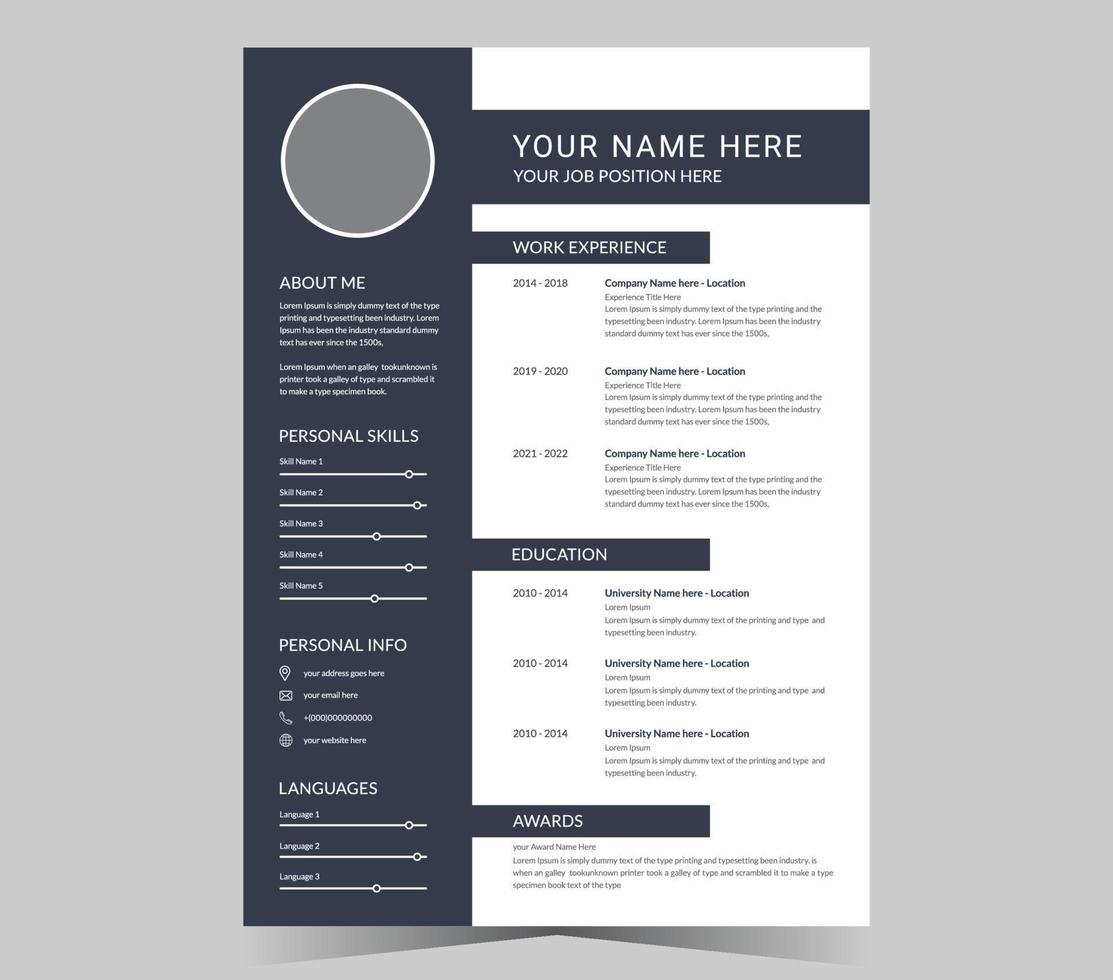 YOUR NAME HERE
YOUR JOB POSITION HERE
ABOUT ME
Lorem Ipsum is simply dummy text of the type
printing and typesetting been industry. Lorem
Ipsum has been the industry standard dummy
text has ever since the 1500s,
Lorem Ipsum when an galley tookunknown is
printer took a galley of type and scrambled it
to make a type specimen book.
PERSONAL SKILLS
Skill Name 1
Skill Name 2
Skill Name 3
Skill Name 4
Skill Name 5
PERSONAL INFO
your address goes here
your email here
+(000)000000000
your website here
LANGUAGES
Language 1
Language 2
Language 3
WORK EXPERIENCE
2014 - 2018
Company Name here - Location
Experience Title Here
Lorem Ipsum is simply dummy text of the type printing and the
typesetting been industry. Lorem Ipsum has been the industry
standard dummy text has ever since the 1500s,
2019 - 2020
Company Name here - Location
Experience Title Here
Lorem Ipsum is simply dummy text of the type printing and the
typesetting been industry. Lorem Ipsum has been the industry
standard dummy text has ever since the 1500s,
2021 - 2022
Company Name here - Location
Experience Title Here
Lorem Ipsum is simply dummy text of the type printing and the
typesetting been industry. Lorem Ipsum has been the industry
standard dummy text has ever since the 1500s,
EDUCATION
2010 - 2014
University Name here - Location
Lorem Ipsum
Lorem Ipsum is simply dummy text of the printing and type and
typesetting been industry.
2010 - 2014
University Name here - Location
Lorem Ipsum
Lorem Ipsum is simply dummy text of the printing and type and
typesetting been industry.
2010 - 2014
University Name here - Location
Lorem Ipsum
Lorem Ipsum is simply dummy text of the printing and type and
typesetting been industry.
AWARDS
your Award Name Here
Lorem Ipsum is simply dummy text of the type printing and typesetting been industry. is
when an galley tookunknown printer took a galley of type and scrambled it to make a type
specimen book text of the type